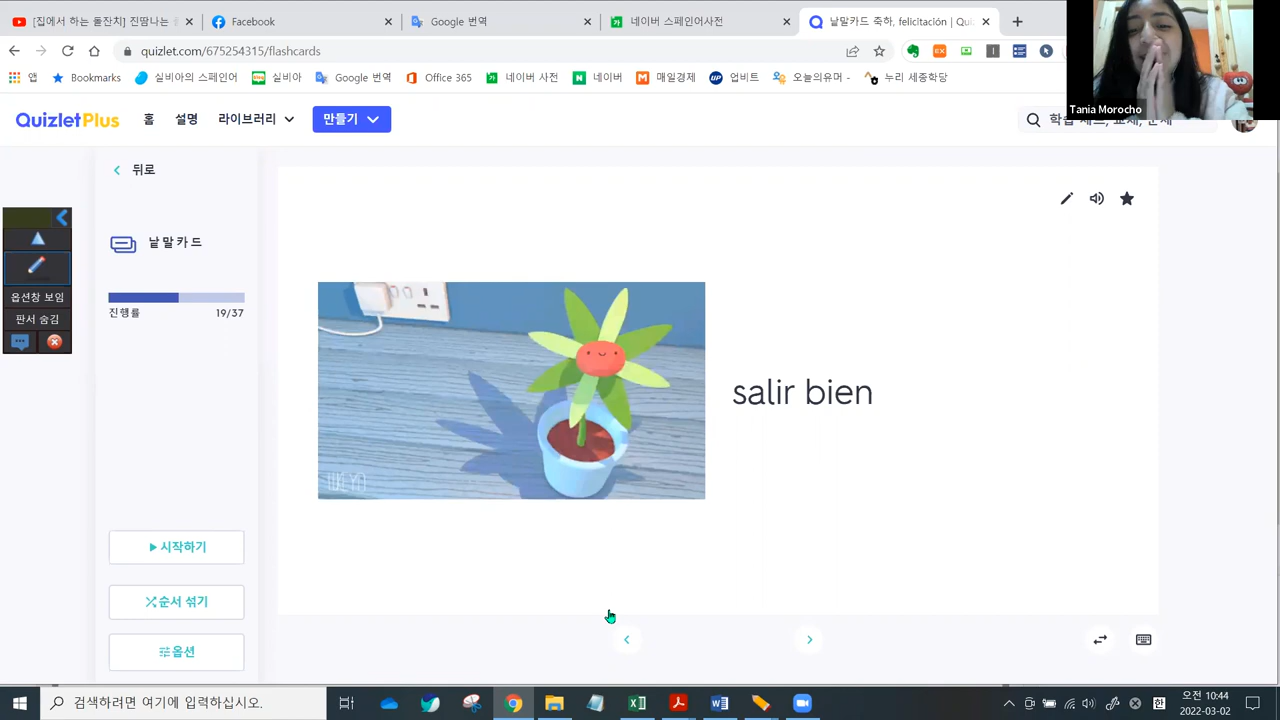 [집에서 하는 돌잔치] 진땀나는
Facebook
Google 번역
네이버 스페인어사전
낱말카드 축하, felicitación | Qui
quizlet.com/675254315/flashcards
앱
Bookmarks
실비아의 스페인어
실비아
Google 번역
Office 365
네이버 사전
네이버
매일경제
업비트
오늘의유머 -
누리 세종학당
Tania Morocho
QuizletPlus
홈
설명
라이브러리
만들기
뒤로
낱말카드
진행률
19/37
옵션창 보임
판서 숨김
salir bien
시작하기
순서 섞기
옵션
검색하려면 여기에 입력하십시오.
한
오전 10:44
2022-03-02